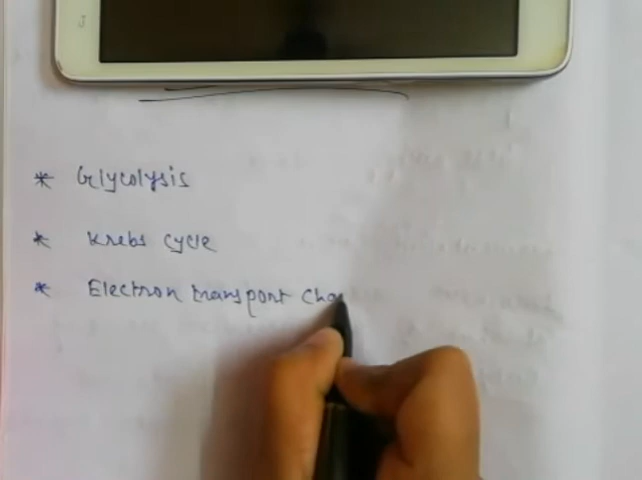 * Glycolysis
* Krebs cycle
* Electron transport cha